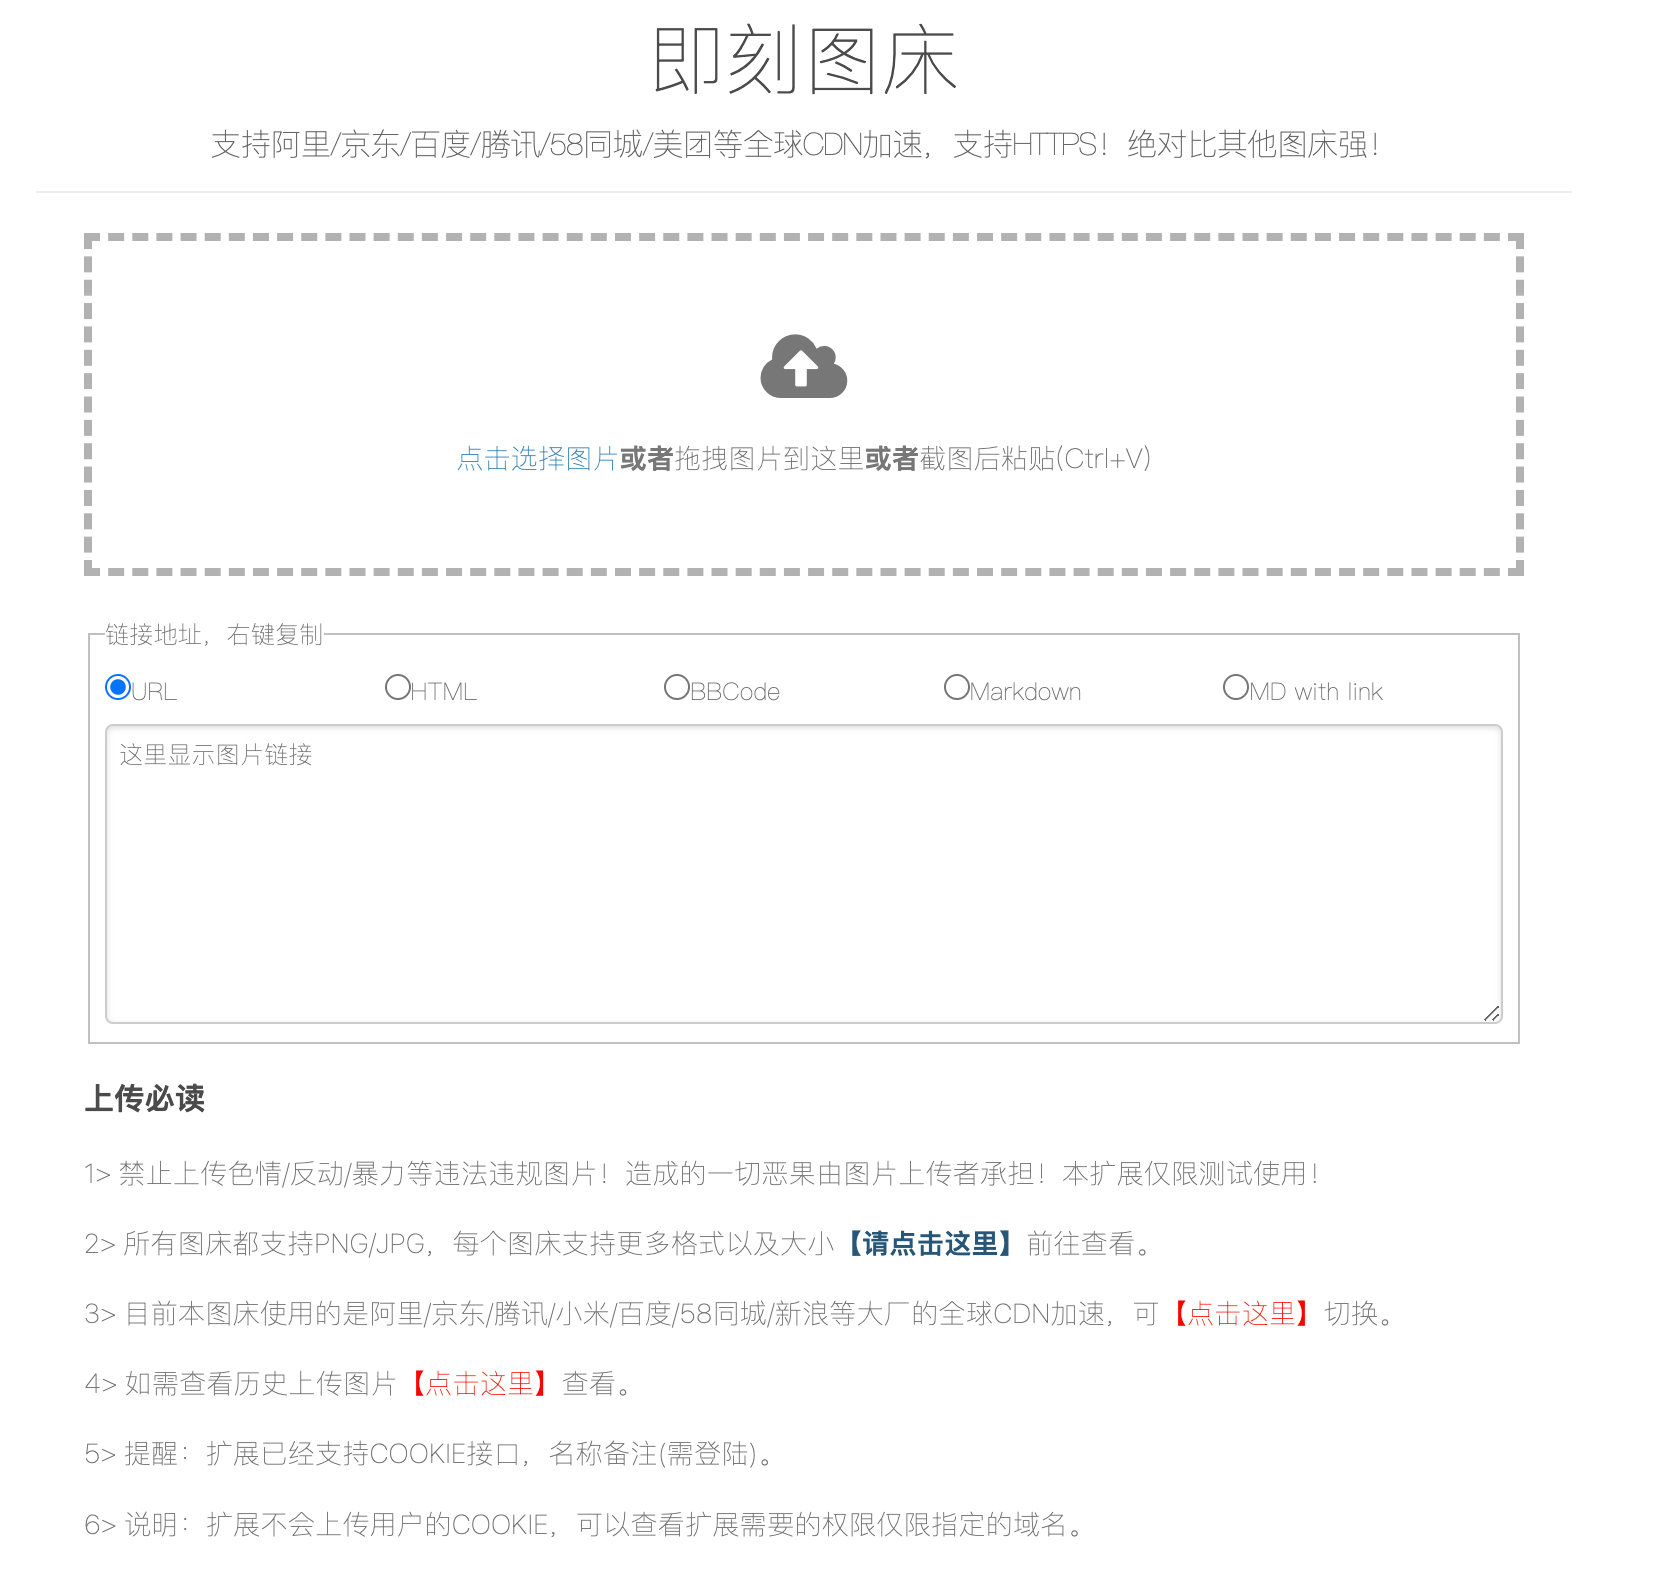 即刻图床
支持阿里/京东/百度/腾讯/58同城/美团等全球CDN加速，支持HTTPS！绝对比其他图床强！
点击选择图片或者拖拽图片到这里或者截图后粘贴(Ctrl+V)
链接地址，右键复制
URL HTML BBCode Markdown MD with link
这里显示图片链接
上传必读
1> 禁止上传色情/反动/暴力等违法违规图片！造成的一切恶果由图片上传者承担！本扩展仅限测试使用！
2> 所有图床都支持PNG/JPG，每个图床支持更多格式以及大小【请点击这里】前往查看。
3> 目前本图床使用的是阿里/京东/腾讯/小米/百度/58同城/新浪等大厂的全球CDN加速，可【点击这里】切换。
4> 如需查看历史上传图片【点击这里】查看。
5> 提醒：扩展已经支持COOKIE接口，名称备注(需登陆)。
6> 说明：扩展不会上传用户的COOKIE，可以查看扩展需要的权限仅限指定的域名。